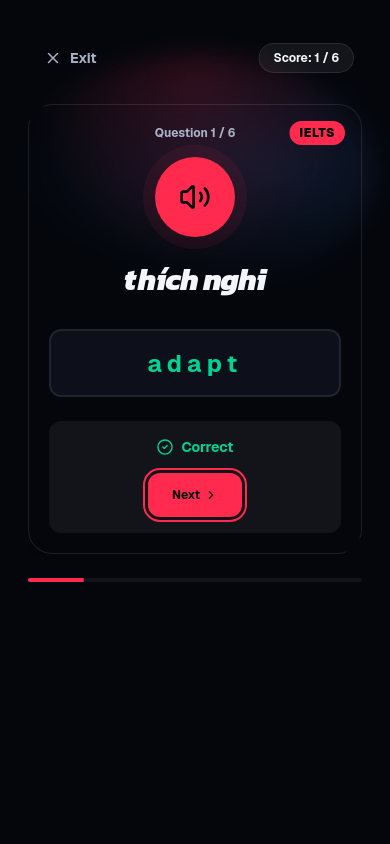 Exit
Score: 1 / 6
Question 1 / 6
IELTS
thích nghi
adapt
Correct
Next